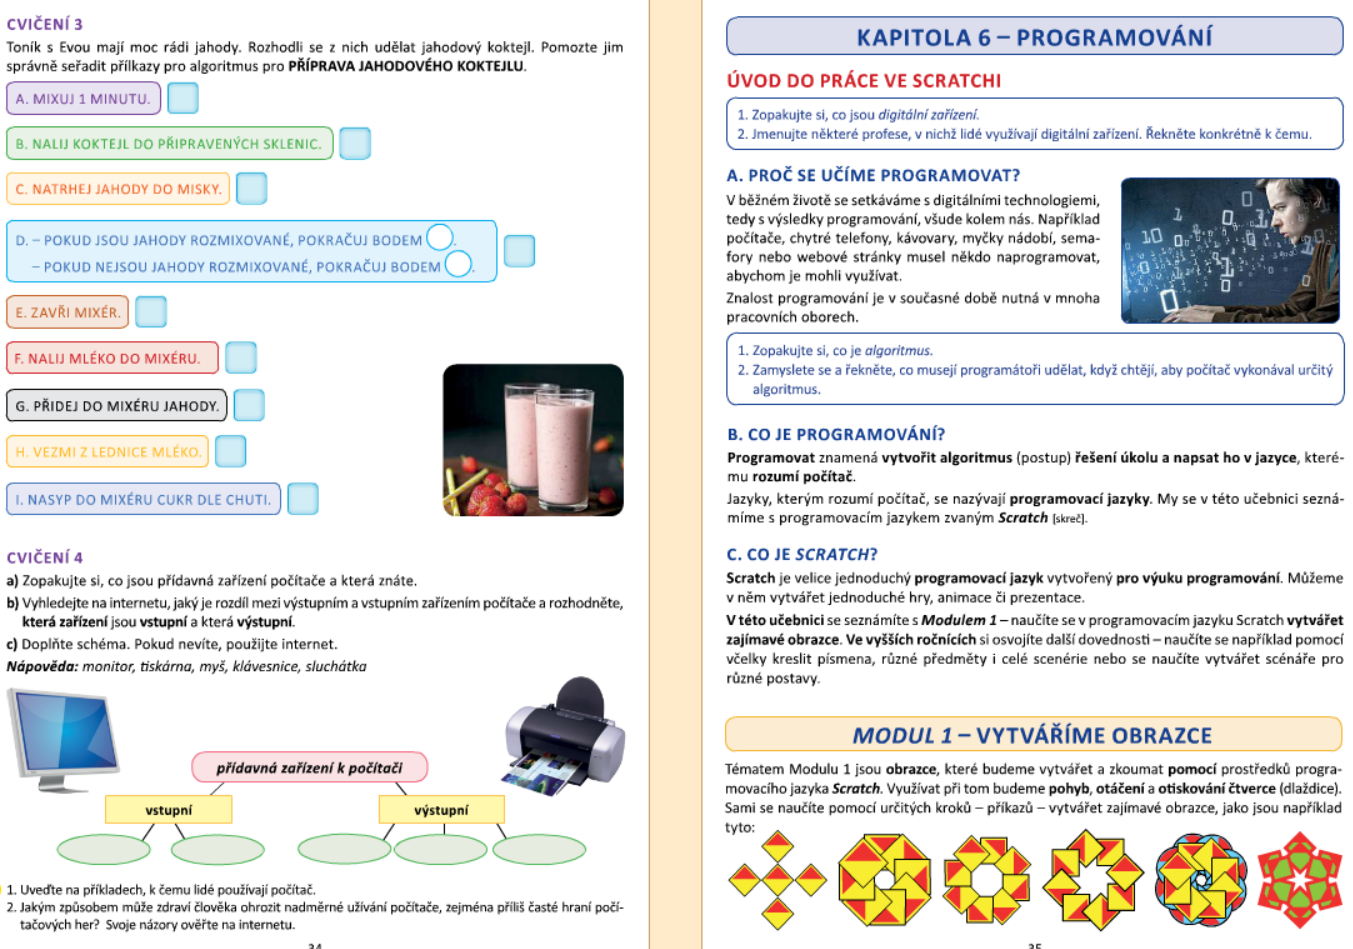 CVIČENÍ 3
Toník s Evou mají moc rádi jahody. Rozhodli se z nich udělat jahodový koktejl. Pomozte jim
správně seřadit přílkazy pro algoritmus pro PŘÍPRAVA JAHODOVÉHO KOKTEJLU.
A. MIXUJ 1 MINUTU.
B. NALIJ KOKTEJL DO PŘIPRAVENÝCH SKLENIC.
C. NATRHEJ JAHODY DO MISKY.
D. – POKUD JSOU JAHODY ROZMIXOVANÉ, POKRAČUJ BODEM .
– POKUD NEJSOU JAHODY ROZMIXOVANÉ, POKRAČUJ BODEM .
E. ZAVŘI MIXÉR.
F. NALIJ MLÉKO DO MIXÉRU.
G. PŘIDEJ DO MIXÉRU JAHODY.
H. VEZMI Z LEDNICE MLÉKO.
I. NASYP DO MIXÉRU CUKR DLE CHUTI.
CVIČENÍ 4
a) Zopakujte si, co jsou přídavná zařízení počítače a která znáte.
b) Vyhledejte na internetu, jaký je rozdíl mezi výstupním a vstupním zařízením počítače a rozhodněte,
která zařízení jsou vstupní a která výstupní.
c) Doplňte schéma. Pokud nevíte, použijte internet.
Nápověda: monitor, tiskárna, myš, klávesnice, sluchátka
přídavná zařízení k počítači
vstupní
výstupní
1. Uveďte na příkladech, k čemu lidé používají počítač.
2. Jakým způsobem může zdraví člověka ohrozit nadměrné užívání počítače, zejména příliš časté hraní počí-
tačových her? Svoje názory ověřte na internetu.
34
KAPITOLA 6 – PROGRAMOVÁNÍ
ÚVOD DO PRÁCE VE SCRATCHI
1. Zopakujte si, co jsou digitální zařízení.
2. Jmenujte některé profese, v nichž lidé využívají digitální zařízení. Řekněte konkrétně k čemu.
A. PROČ SE UČÍME PROGRAMOVAT?
V běžném životě se setkáváme s digitálními technologiemi,
tedy s výsledky programování, všude kolem nás. Například
počítače, chytré telefony, kávovary, myčky nádobí, sema-
fory nebo webové stránky musel někdo naprogramovat,
abychom je mohli využívat.
Znalost programování je v současné době nutná v mnoha
pracovních oborech.
1. Zopakujte si, co je algoritmus.
2. Zamyslete se a řekněte, co musejí programátoři udělat, když chtějí, aby počítač vykonával určitý
algoritmus.
B. CO JE PROGRAMOVÁNÍ?
Programovat znamená vytvořit algoritmus (postup) řešení úkolu a napsat ho v jazyce, které-
mu rozumí počítač.
Jazyky, kterým rozumí počítač, se nazývají programovací jazyky. My se v této učebnici sezná-
míme s programovacím jazykem zvaným Scratch [skreč].
C. CO JE SCRATCH?
Scratch je velice jednoduchý programovací jazyk vytvořený pro výuku programování. Můžeme
v něm vytvářet jednoduché hry, animace či prezentace.
V této učebnici se seznámíte s Modulem 1 – naučíte se v programovacím jazyku Scratch vytvářet
zajímavé obrazce. Ve vyšších ročnících si osvojíte další dovednosti – naučíte se například pomocí
včelky kreslit písmena, různé předměty i celé scenérie nebo se naučíte vytvářet scénáře pro
různé postavy.
MODUL 1 – VYTVÁŘÍME OBRAZCE
Tématem Modulu 1 jsou obrazce, které budeme vytvářet a zkoumat pomocí prostředků progra-
movacího jazyka Scratch. Využívat při tom budeme pohyb, otáčení a otiskování čtverce (dlaždice).
Sami se naučíte pomocí určitých kroků – příkazů – vytvářet zajímavé obrazce, jako jsou například
tyto:
35